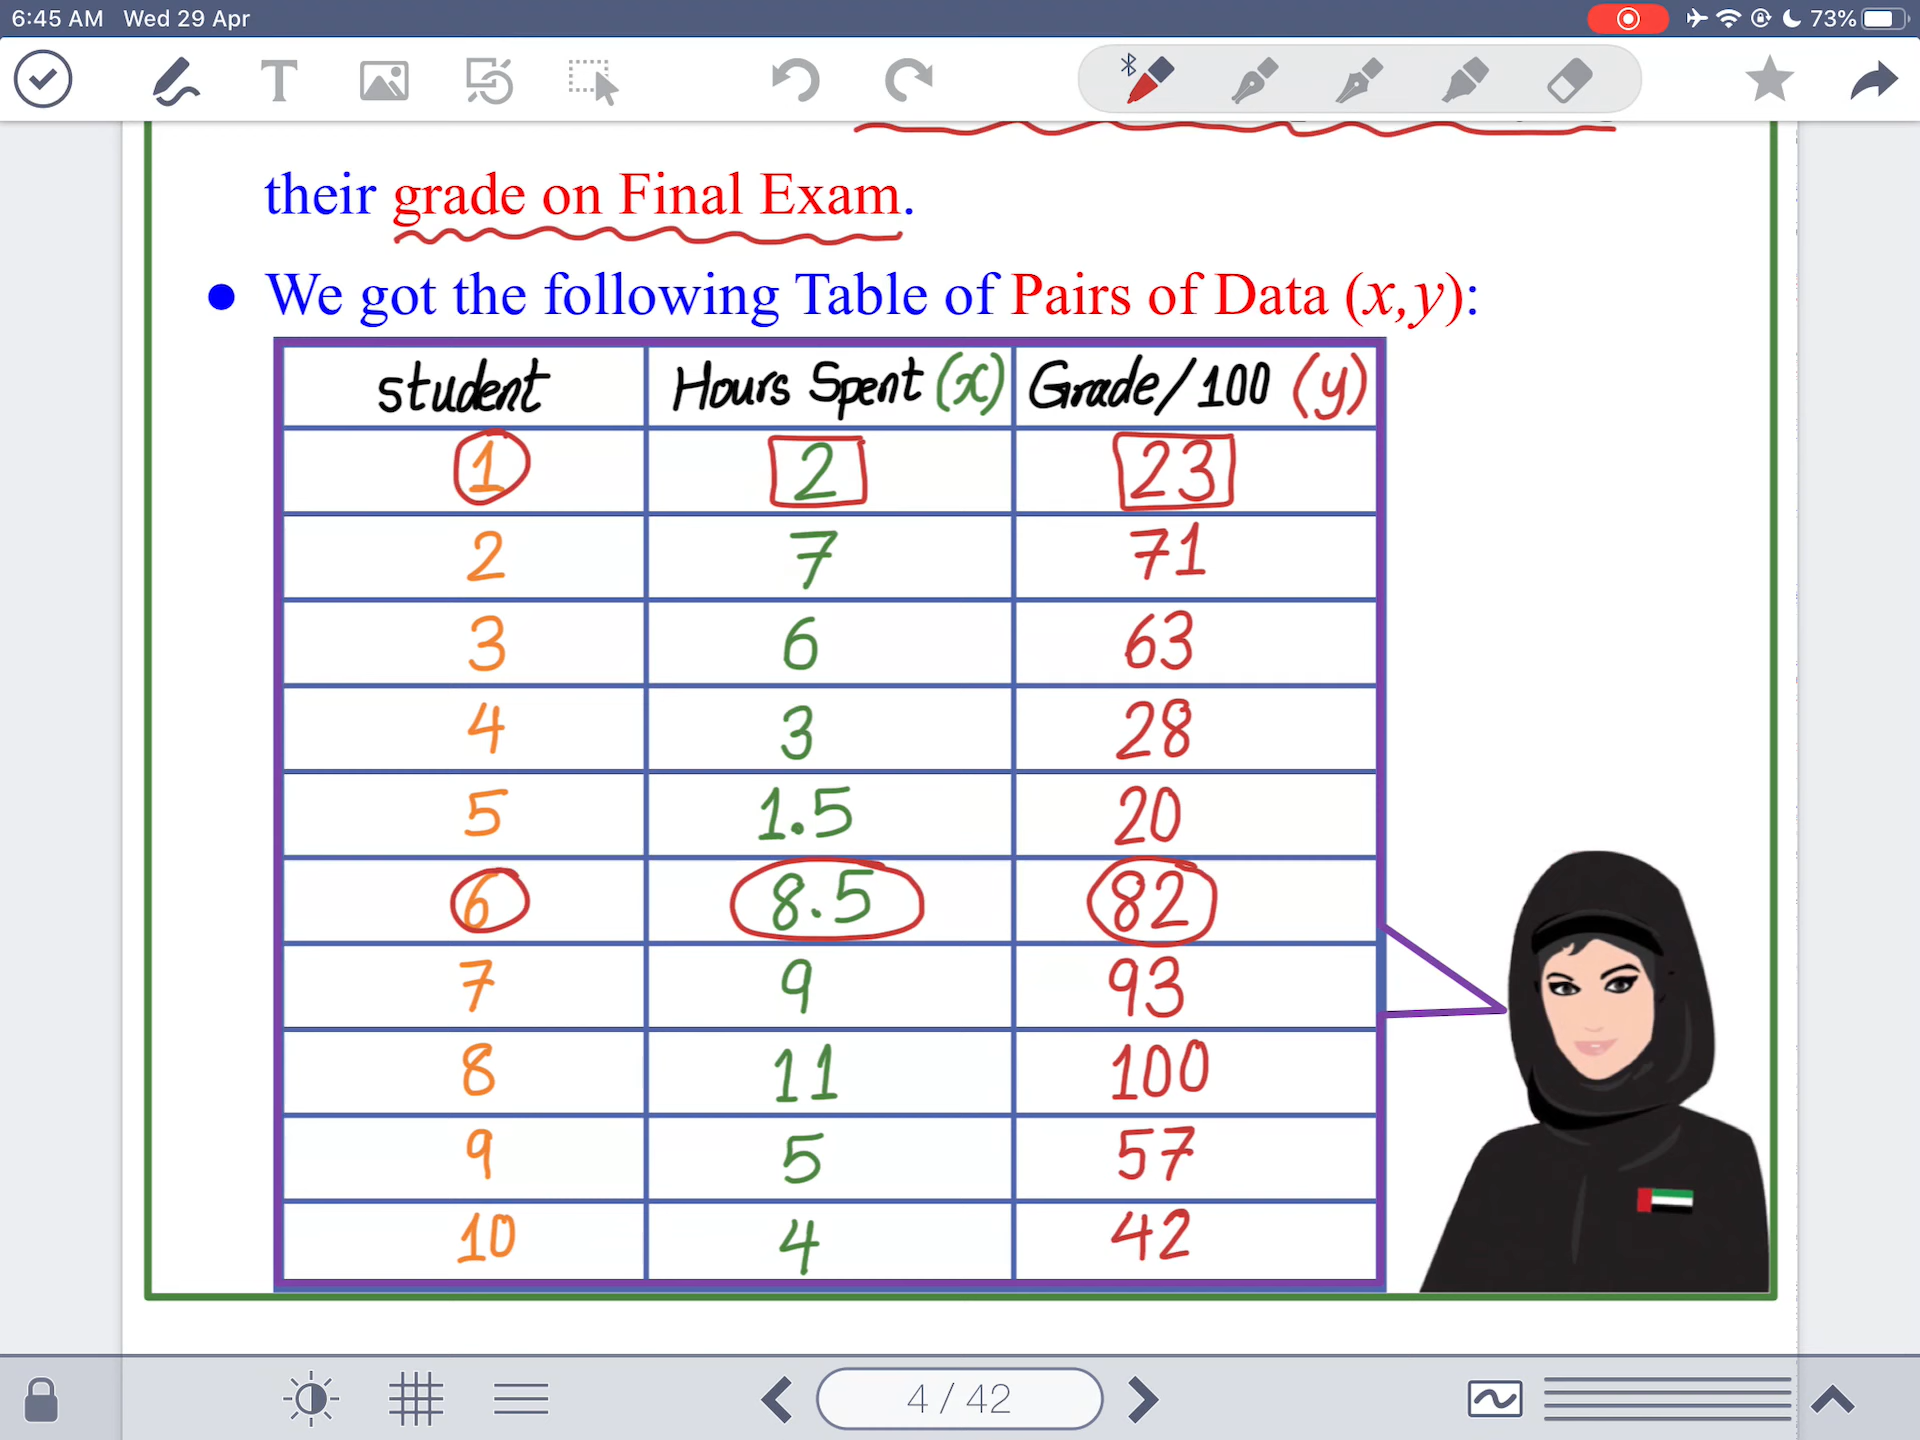 6:45 AM Wed 29 Apr 73%
T
their grade on Final Exam.
● We got the following Table of Pairs of Data (x,y):
student Hours Spent (x) Grade/100 (y)
1 2 23
2 7 71
3 6 63
4 3 28
5 1.5 20
6 8.5 82
7 9 93
8 11 100
9 5 57
10 4 42
4 / 42